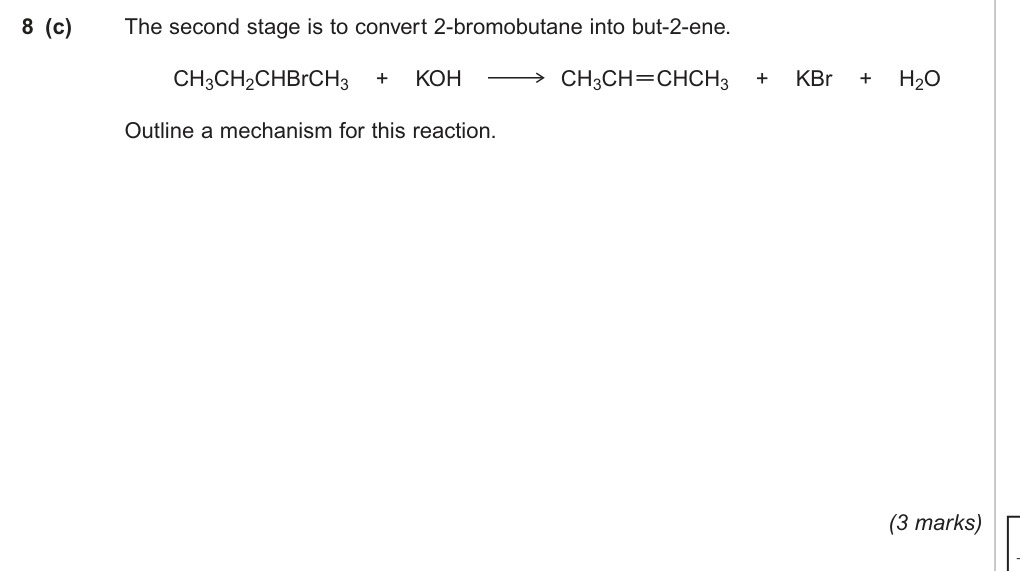 8 (c) The second stage is to convert 2-bromobutane into but-2-ene.
CH₃CH₂CHBrCH₃ + KOH ⟶ CH₃CH=CHCH₃ + KBr + H₂O
Outline a mechanism for this reaction.
(3 marks)